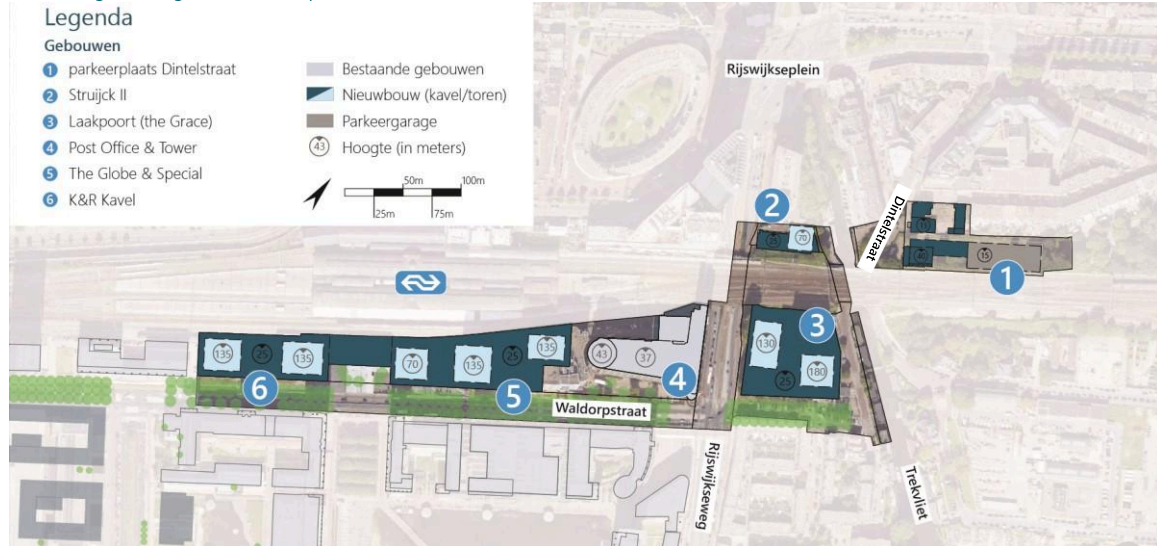 Legenda
Gebouwen
1 parkeerplaats Dintelstraat
2 Struijck II
3 Laakpoort (the Grace)
4 Post Office & Tower
5 The Globe & Special
6 K&R Kavel
Bestaande gebouwen
Nieuwbouw (kavel/toren)
Parkeergarage
43 Hoogte (in meters)
50m 100m
25m 75m
Rijswijkseplein
Dintelstraat
2
70
15
1
3
130
180
25
135
25
135
6
70
135
25
135
5
43
37
4
Waldorpstraat
Rijswijkseweg
Trekvliet